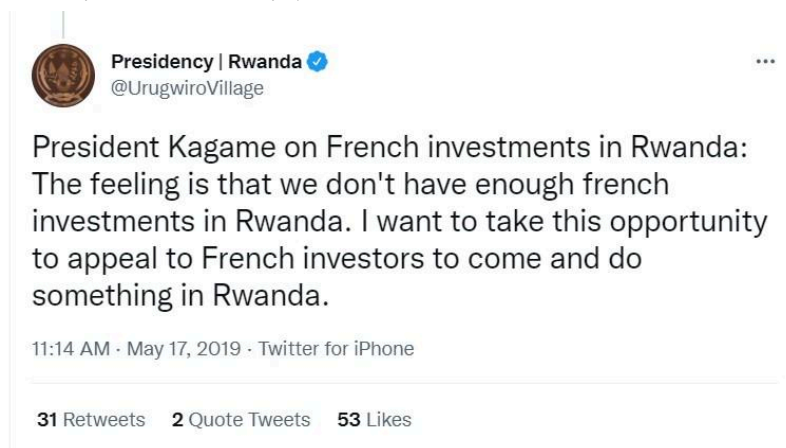 Presidency | Rwanda
@UrugwiroVillage
President Kagame on French investments in Rwanda:
The feeling is that we don't have enough french
investments in Rwanda. I want to take this opportunity
to appeal to French investors to come and do
something in Rwanda.
11:14 AM · May 17, 2019 · Twitter for iPhone
31 Retweets 2 Quote Tweets 53 Likes